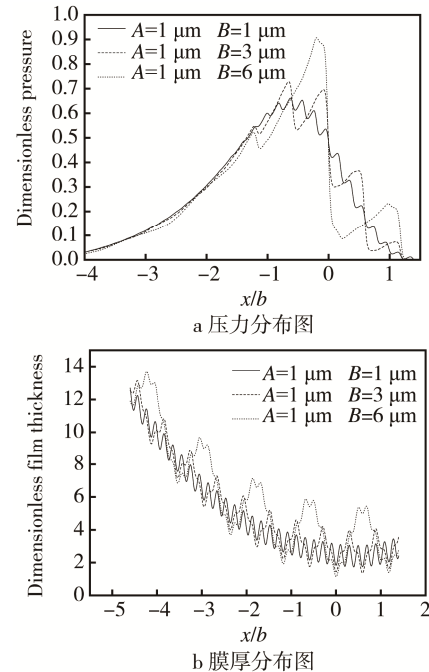 1.0
0.9
0.8
0.7
0.6
0.5
0.4
0.3
0.2
0.1
0.0
Dimensionless pressure
A=1 μm B=1 μm
A=1 μm B=3 μm
A=1 μm B=6 μm
-4 -3 -2 -1 0 1
x/b
a 压力分布图
14
12
10
8
6
4
2
0
Dimensionless film thickness
A=1 μm B=1 μm
A=1 μm B=3 μm
A=1 μm B=6 μm
-5 -4 -3 -2 -1 0 1 2
x/b
b 膜厚分布图